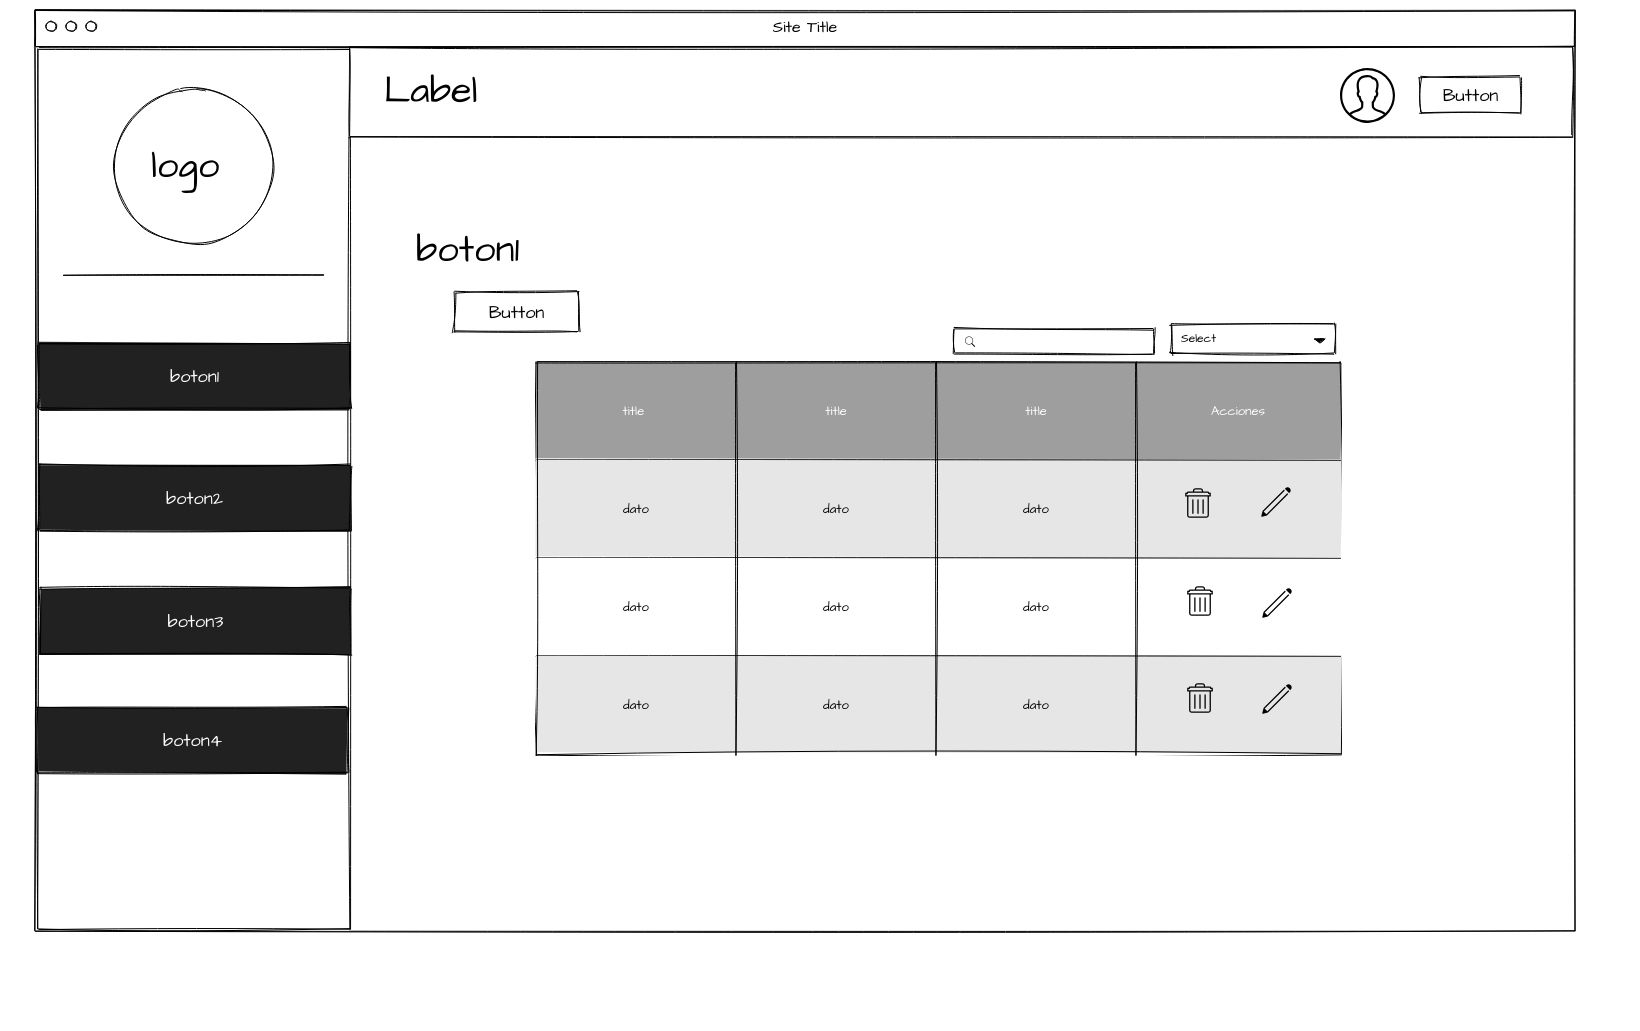 Site Title
logo
Label
Button
boton1
Button
Select
boton1
boton2
boton3
boton4
title title title Acciones
dato dato dato
dato dato dato
dato dato dato